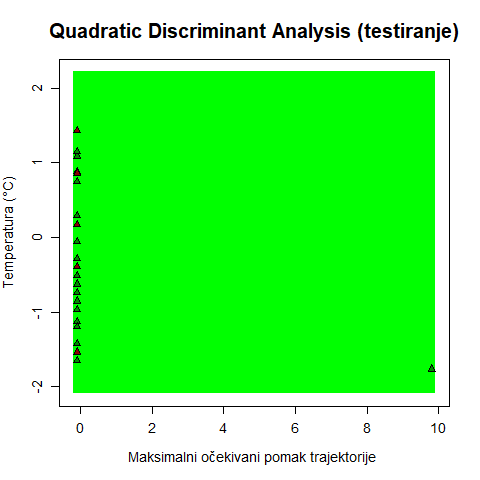 Quadratic Discriminant Analysis (testiranje)
2
1
0
-1
-2
Temperatura (°C)
0 2 4 6 8 10
Maksimalni očekivani pomak trajektorije